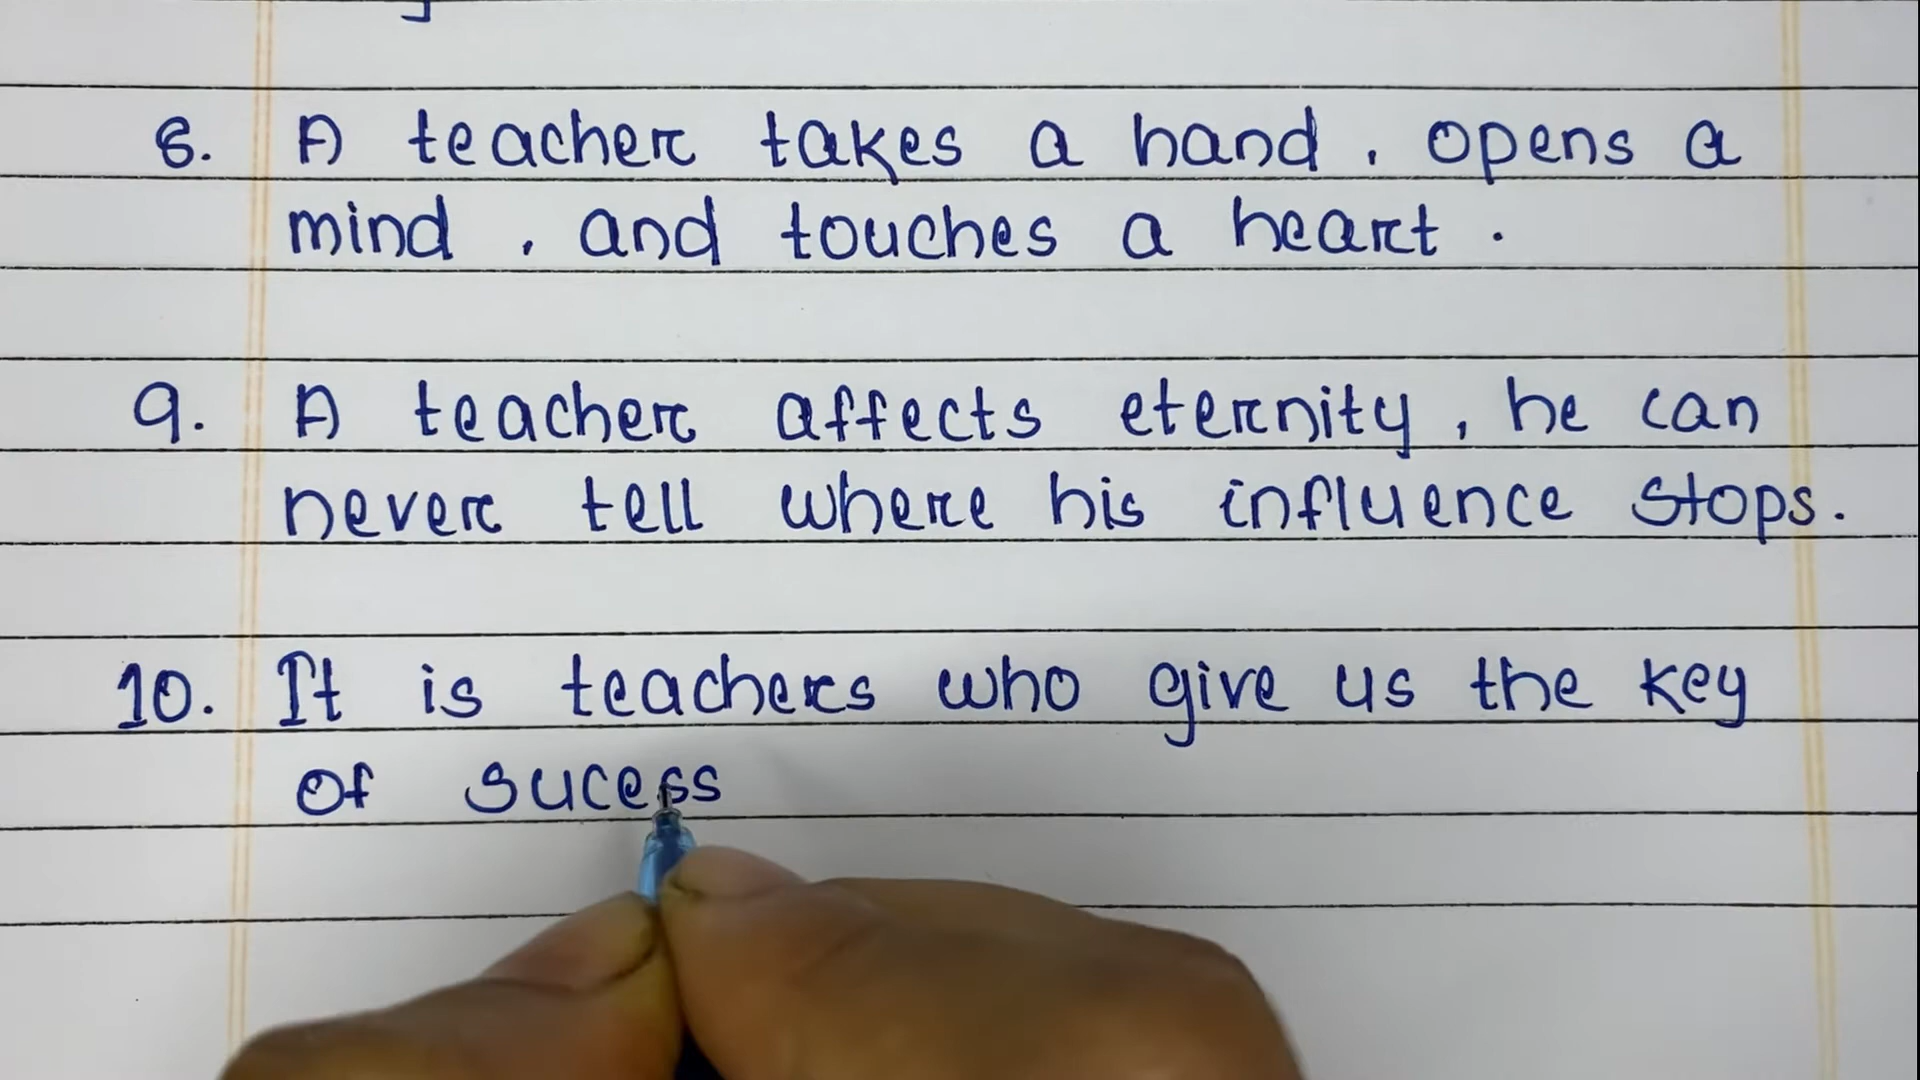 8. A teacher takes a hand, opens a
mind, and touches a heart.
9. A teacher affects eternity, he can
never tell where his influence stops.
10. It is teachers who give us the key
of sucess